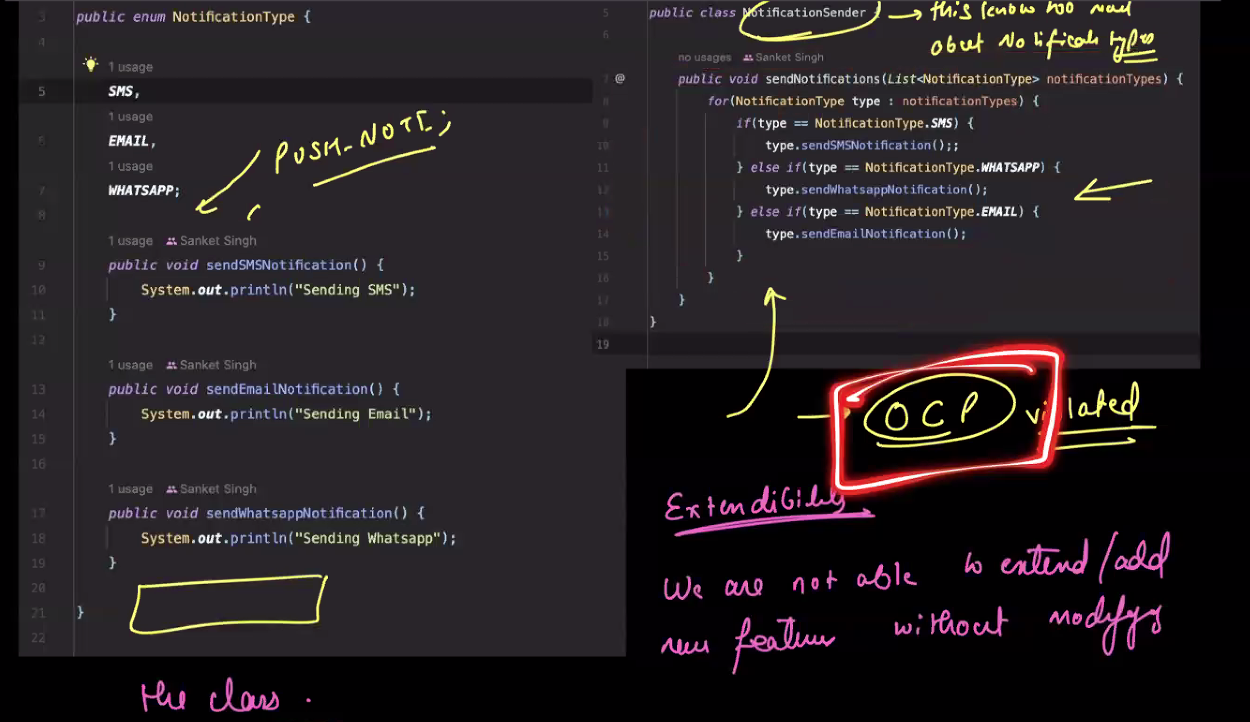 3 public enum NotificationType {
4
1 usage
5 SMS,
1 usage
6 EMAIL,
1 usage
7 WHATSAPP;
8
PUSH-NOTI;
1 usage Sanket Singh
9 public void sendSMSNotification() {
10 System.out.println("Sending SMS");
11 }
12
1 usage Sanket Singh
13 public void sendEmailNotification() {
14 System.out.println("Sending Email");
15 }
16
1 usage Sanket Singh
17 public void sendWhatsappNotification() {
18 System.out.println("Sending Whatsapp");
19 }
20
21 }
22
5 public class NotificationSender {
this knows too much
about Notification types
6
no usages Sanket Singh
7 @ public void sendNotifications(List<NotificationType> notificationTypes) {
8 for(NotificationType type : notificationTypes) {
9 if(type == NotificationType.SMS) {
10 type.sendSMSNotification();;
11 } else if(type == NotificationType.WHATSAPP) {
12 type.sendWhatsappNotification();
13 } else if(type == NotificationType.EMAIL) {
14 type.sendEmailNotification();
15 }
16 }
17 }
18 }
19
OCP violated
Extendibility
We are not able to extend/add
new feature without modifying
the class .